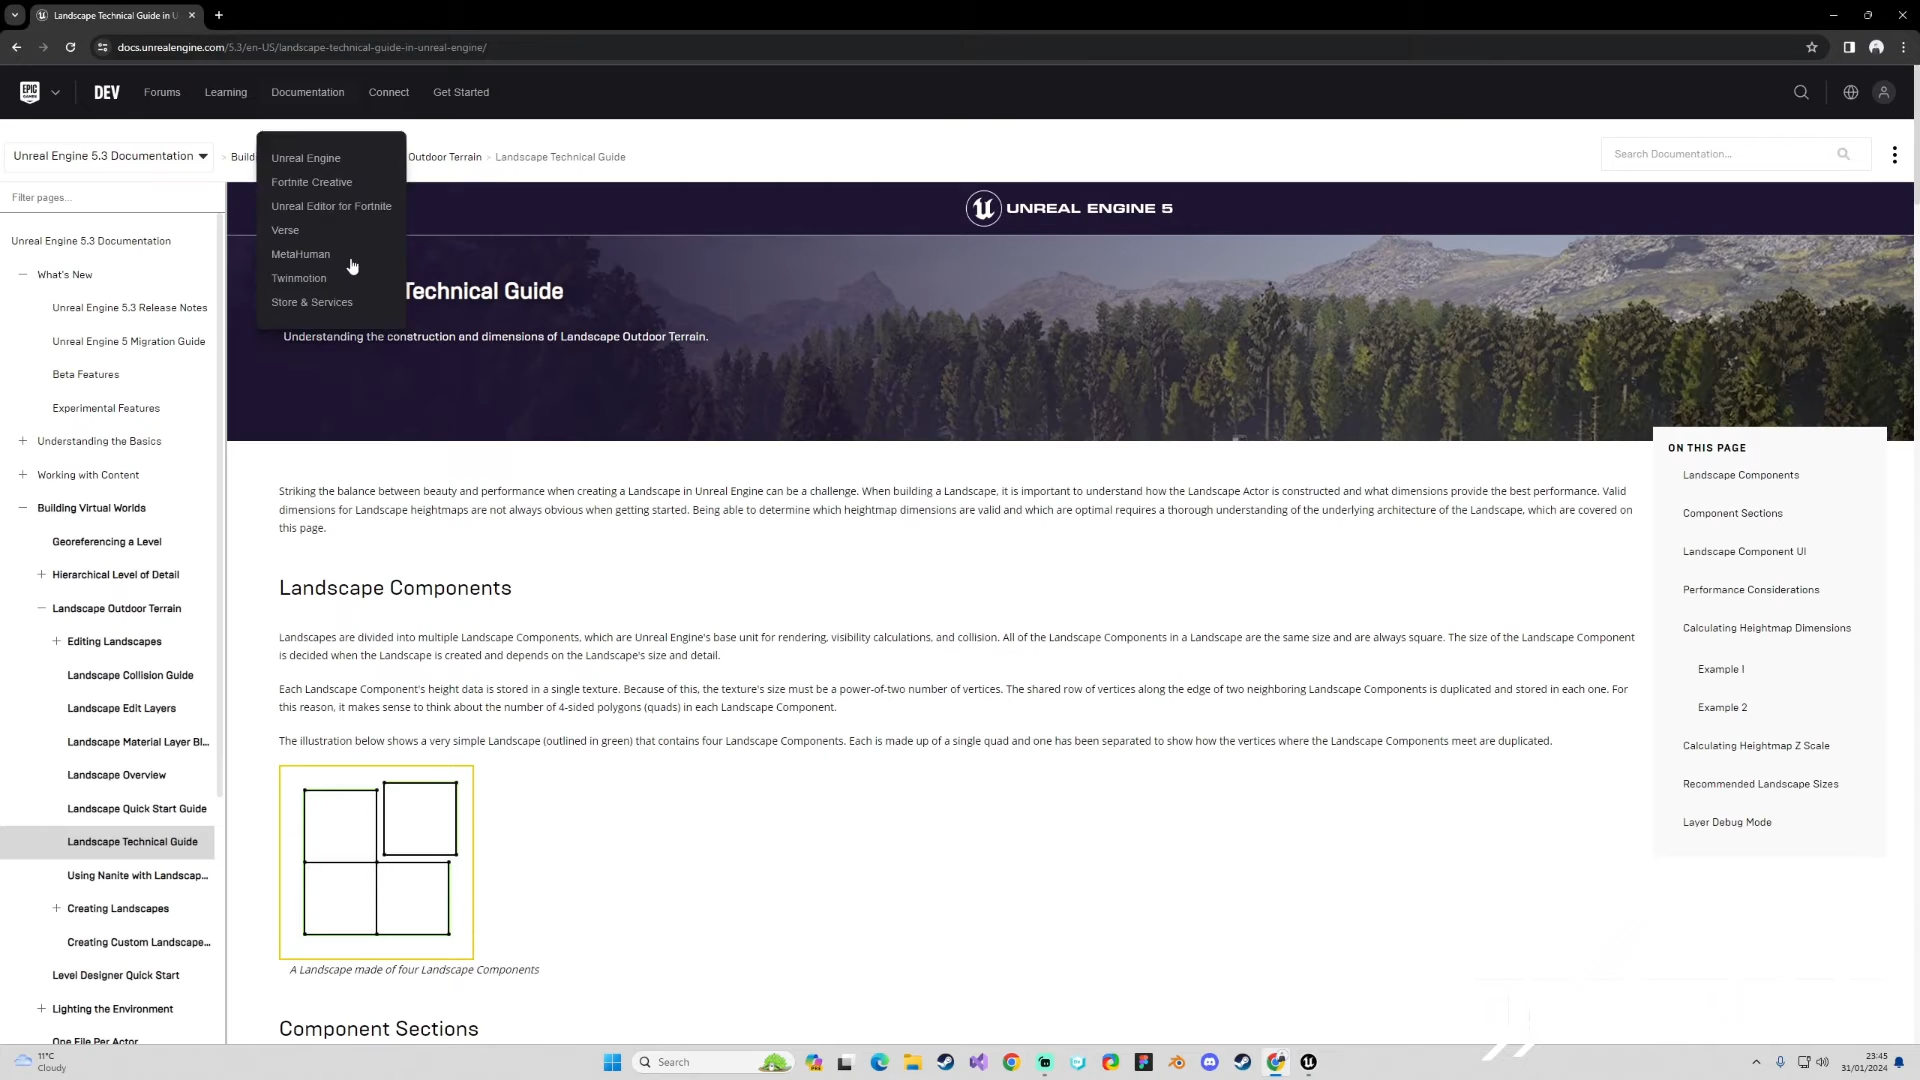 Landscape Technical Guide in U
docs.unrealengine.com/5.3/en-US/landscape-technical-guide-in-unreal-engine/
EPIC GAMES
DEV
Forums
Learning
Documentation
Connect
Get Started
Unreal Engine 5.3 Documentation
Build
Outdoor Terrain
Landscape Technical Guide
Search Documentation...
Unreal Engine
Fortnite Creative
Unreal Editor for Fortnite
Verse
MetaHuman
Twinmotion
Store & Services
Filter pages...
Unreal Engine 5.3 Documentation
What's New
Unreal Engine 5.3 Release Notes
Unreal Engine 5 Migration Guide
Beta Features
Experimental Features
Understanding the Basics
Working with Content
Building Virtual Worlds
Georeferencing a Level
Hierarchical Level of Detail
Landscape Outdoor Terrain
Editing Landscapes
Landscape Collision Guide
Landscape Edit Layers
Landscape Material Layer Bl...
Landscape Overview
Landscape Quick Start Guide
Landscape Technical Guide
Using Nanite with Landscap...
Creating Landscapes
Creating Custom Landscape...
Level Designer Quick Start
Lighting the Environment
One File Per Actor
UNREAL ENGINE 5
Technical Guide
Understanding the construction and dimensions of Landscape Outdoor Terrain.
Striking the balance between beauty and performance when creating a Landscape in Unreal Engine can be a challenge. When building a Landscape, it is important to understand how the Landscape Actor is constructed and what dimensions provide the best performance. Valid
dimensions for Landscape heightmaps are not always obvious when getting started. Being able to determine which heightmap dimensions are valid and which are optimal requires a thorough understanding of the underlying architecture of the Landscape, which are covered on
this page.
Landscape Components
Landscapes are divided into multiple Landscape Components, which are Unreal Engine's base unit for rendering, visibility calculations, and collision. All of the Landscape Components in a Landscape are the same size and are always square. The size of the Landscape Component
is decided when the Landscape is created and depends on the Landscape's size and detail.
Each Landscape Component's height data is stored in a single texture. Because of this, the texture's size must be a power-of-two number of vertices. The shared row of vertices along the edge of two neighboring Landscape Components is duplicated and stored in each one. For
this reason, it makes sense to think about the number of 4-sided polygons (quads) in each Landscape Component.
The illustration below shows a very simple Landscape (outlined in green) that contains four Landscape Components. Each is made up of a single quad and one has been separated to show how the vertices where the Landscape Components meet are duplicated.
A Landscape made of four Landscape Components
Component Sections
ON THIS PAGE
Landscape Components
Component Sections
Landscape Component UI
Performance Considerations
Calculating Heightmap Dimensions
Example 1
Example 2
Calculating Heightmap Z Scale
Recommended Landscape Sizes
Layer Debug Mode
11°C
Cloudy
Search
23:45
31/01/2024